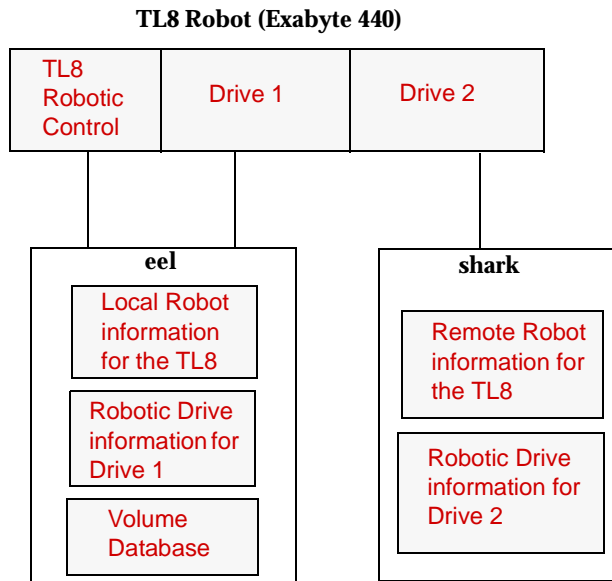 TL8 Robot (Exabyte 440)
TL8
Robotic
Control
Drive 1
Drive 2
eel
Local Robot
information
for the TL8
Robotic Drive
information for
Drive 1
Volume
Database
shark
Remote Robot
information for
the TL8
Robotic Drive
information for
Drive 2